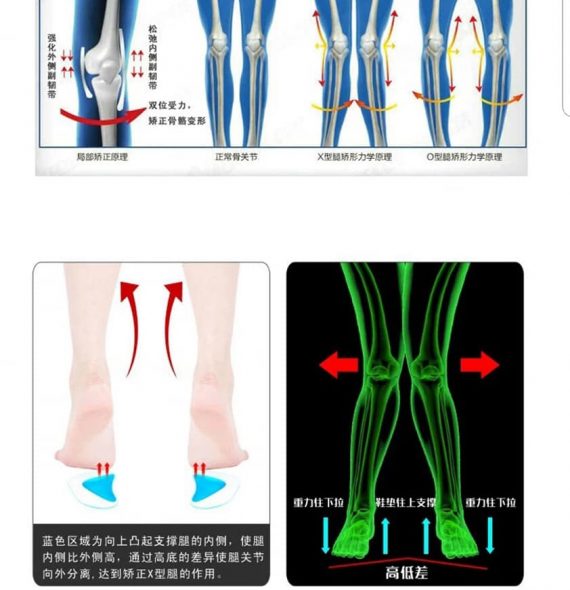 强化外侧副韧带
松弛内侧副韧带
双位受力，
矫正骨骼变形
局部矫正原理
正常骨关节
X型腿矫形力学原理
O型腿矫形力学原理
重力往下拉
鞋垫往上支撑
重力往下拉
高低差
蓝色区域为向上凸起支撑腿的内侧，使腿
内侧比外侧高，通过高底的差异使腿关节
向外分离，达到矫正X型腿的作用。